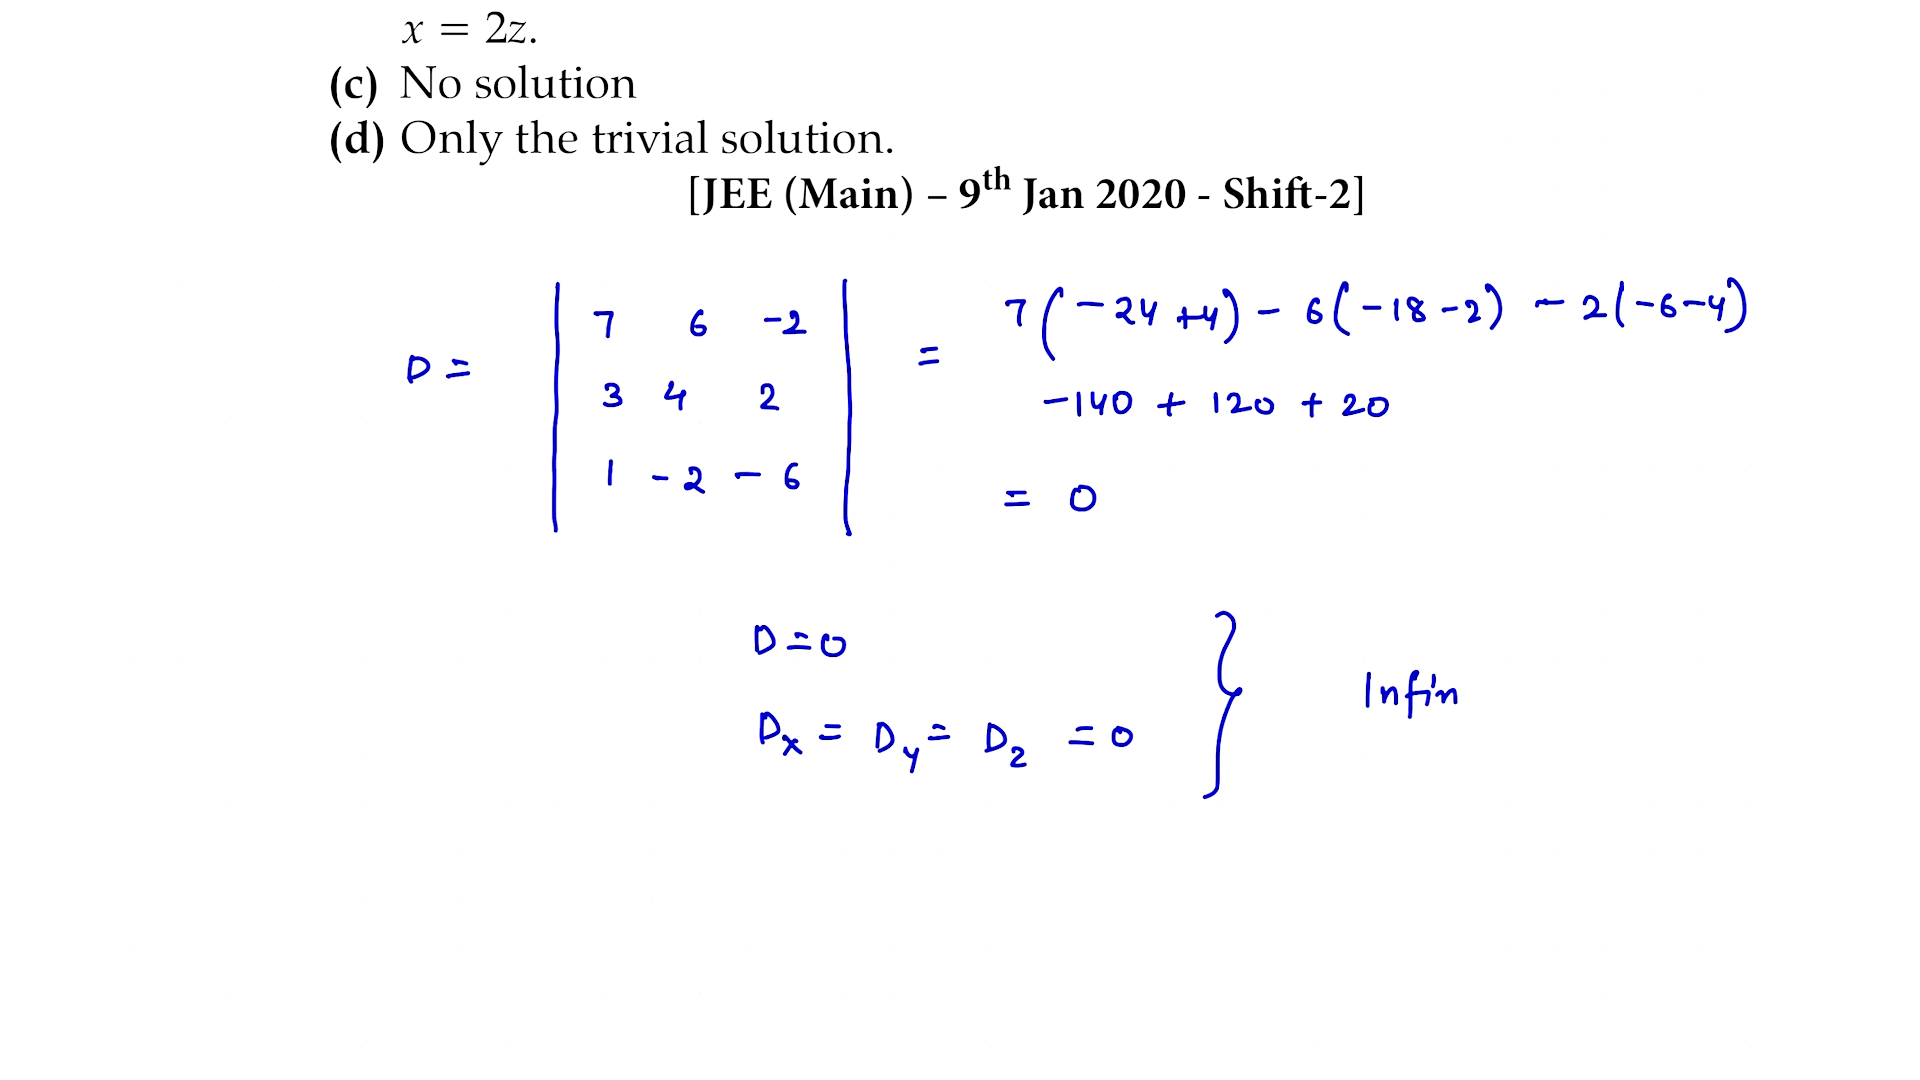 x = 2z.
(c) No solution
(d) Only the trivial solution.
[JEE (Main) – 9th Jan 2020 - Shift-2]
D = | 7 6 -2 | = 7(-24+4) - 6(-18-2) - 2(-6-4)
| 3 4 2 | -140 + 120 + 20
| 1 -2 -6 | = 0
D = 0
Dx = Dy = Dz = 0 } Infin